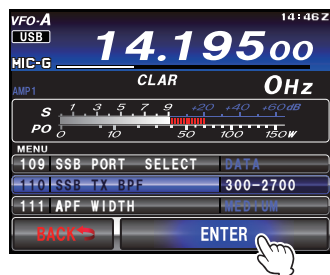 VFO-A 14:46Z
USB 14.19500
MIC-G
CLAR 0Hz
AMP1
S 1 3 5 7 9 +20 +40 +60dB
PO 0 10 50 100 150W
MENU
109 SSB PORT SELECT DATA
110 SSB TX BPF 300-2700
111 APF WIDTH MEDIUM
BACK ENTER